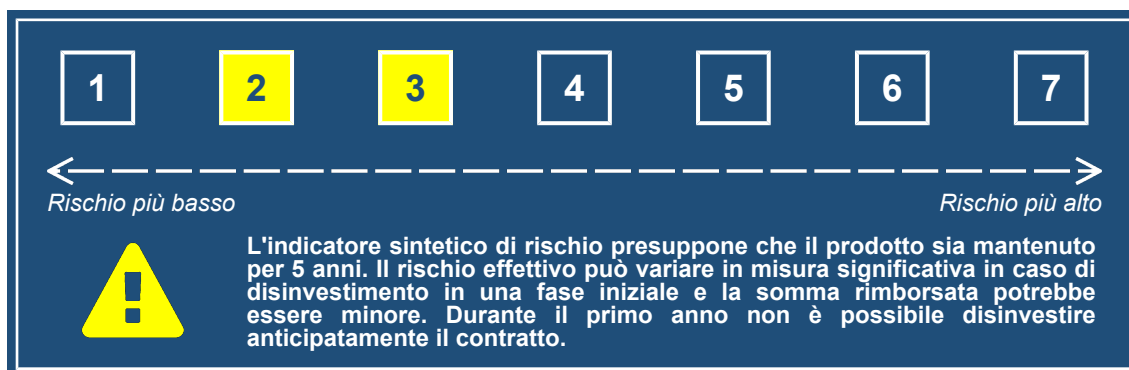 1 2 3 4 5 6 7
Rischio più basso Rischio più alto
L'indicatore sintetico di rischio presuppone che il prodotto sia mantenuto
per 5 anni. Il rischio effettivo può variare in misura significativa in caso di
disinvestimento in una fase iniziale e la somma rimborsata potrebbe
essere minore. Durante il primo anno non è possibile disinvestire
anticipatamente il contratto.